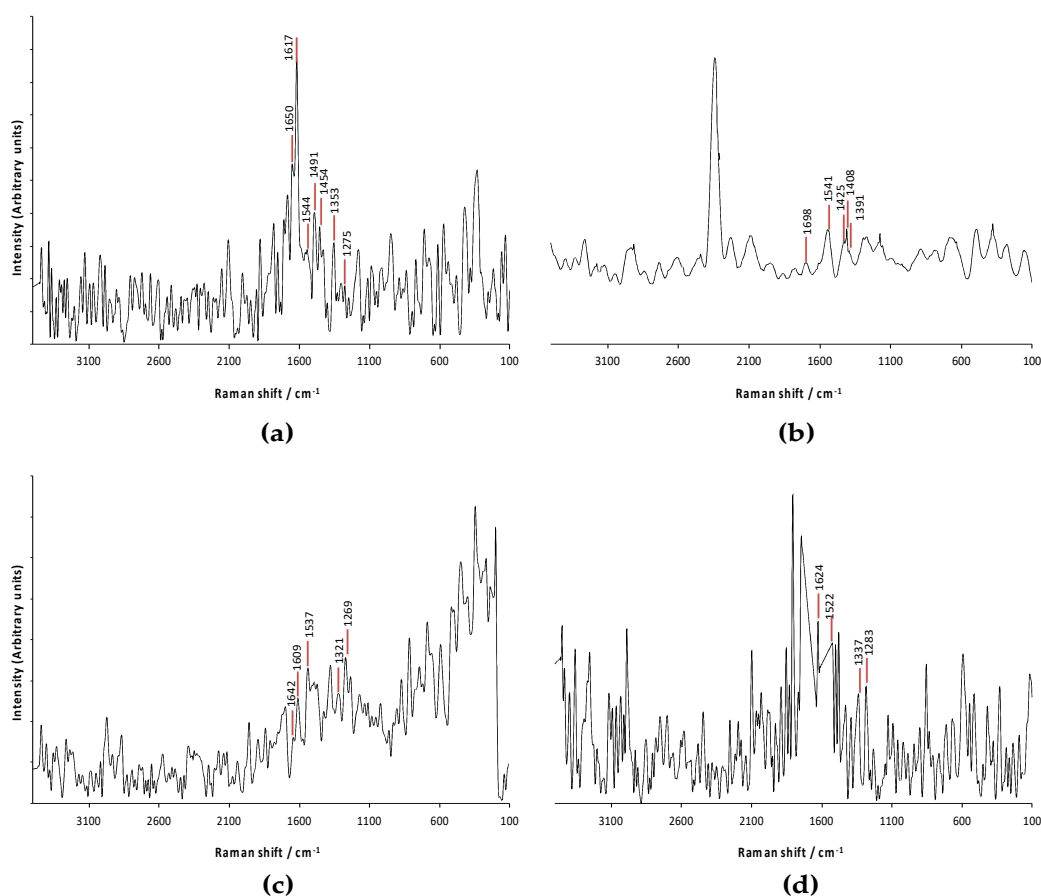 Intensity (Arbitrary units)
1617
1650
1544
1491
1454
1353
1275
3100 2600 2100 1600 1100 600 100
Raman shift / cm-1
(a)
1698
1541
1425
1408
1391
3100 2600 2100 1600 1100 600 100
Raman shift / cm-1
(b)
Intensity (Arbitrary units)
1642
1609
1537
1321
1269
3100 2600 2100 1600 1100 600 100
Raman shift / cm-1
(c)
1624
1522
1337
1283
3100 2600 2100 1600 1100 600 100
Raman shift / cm-1
(d)